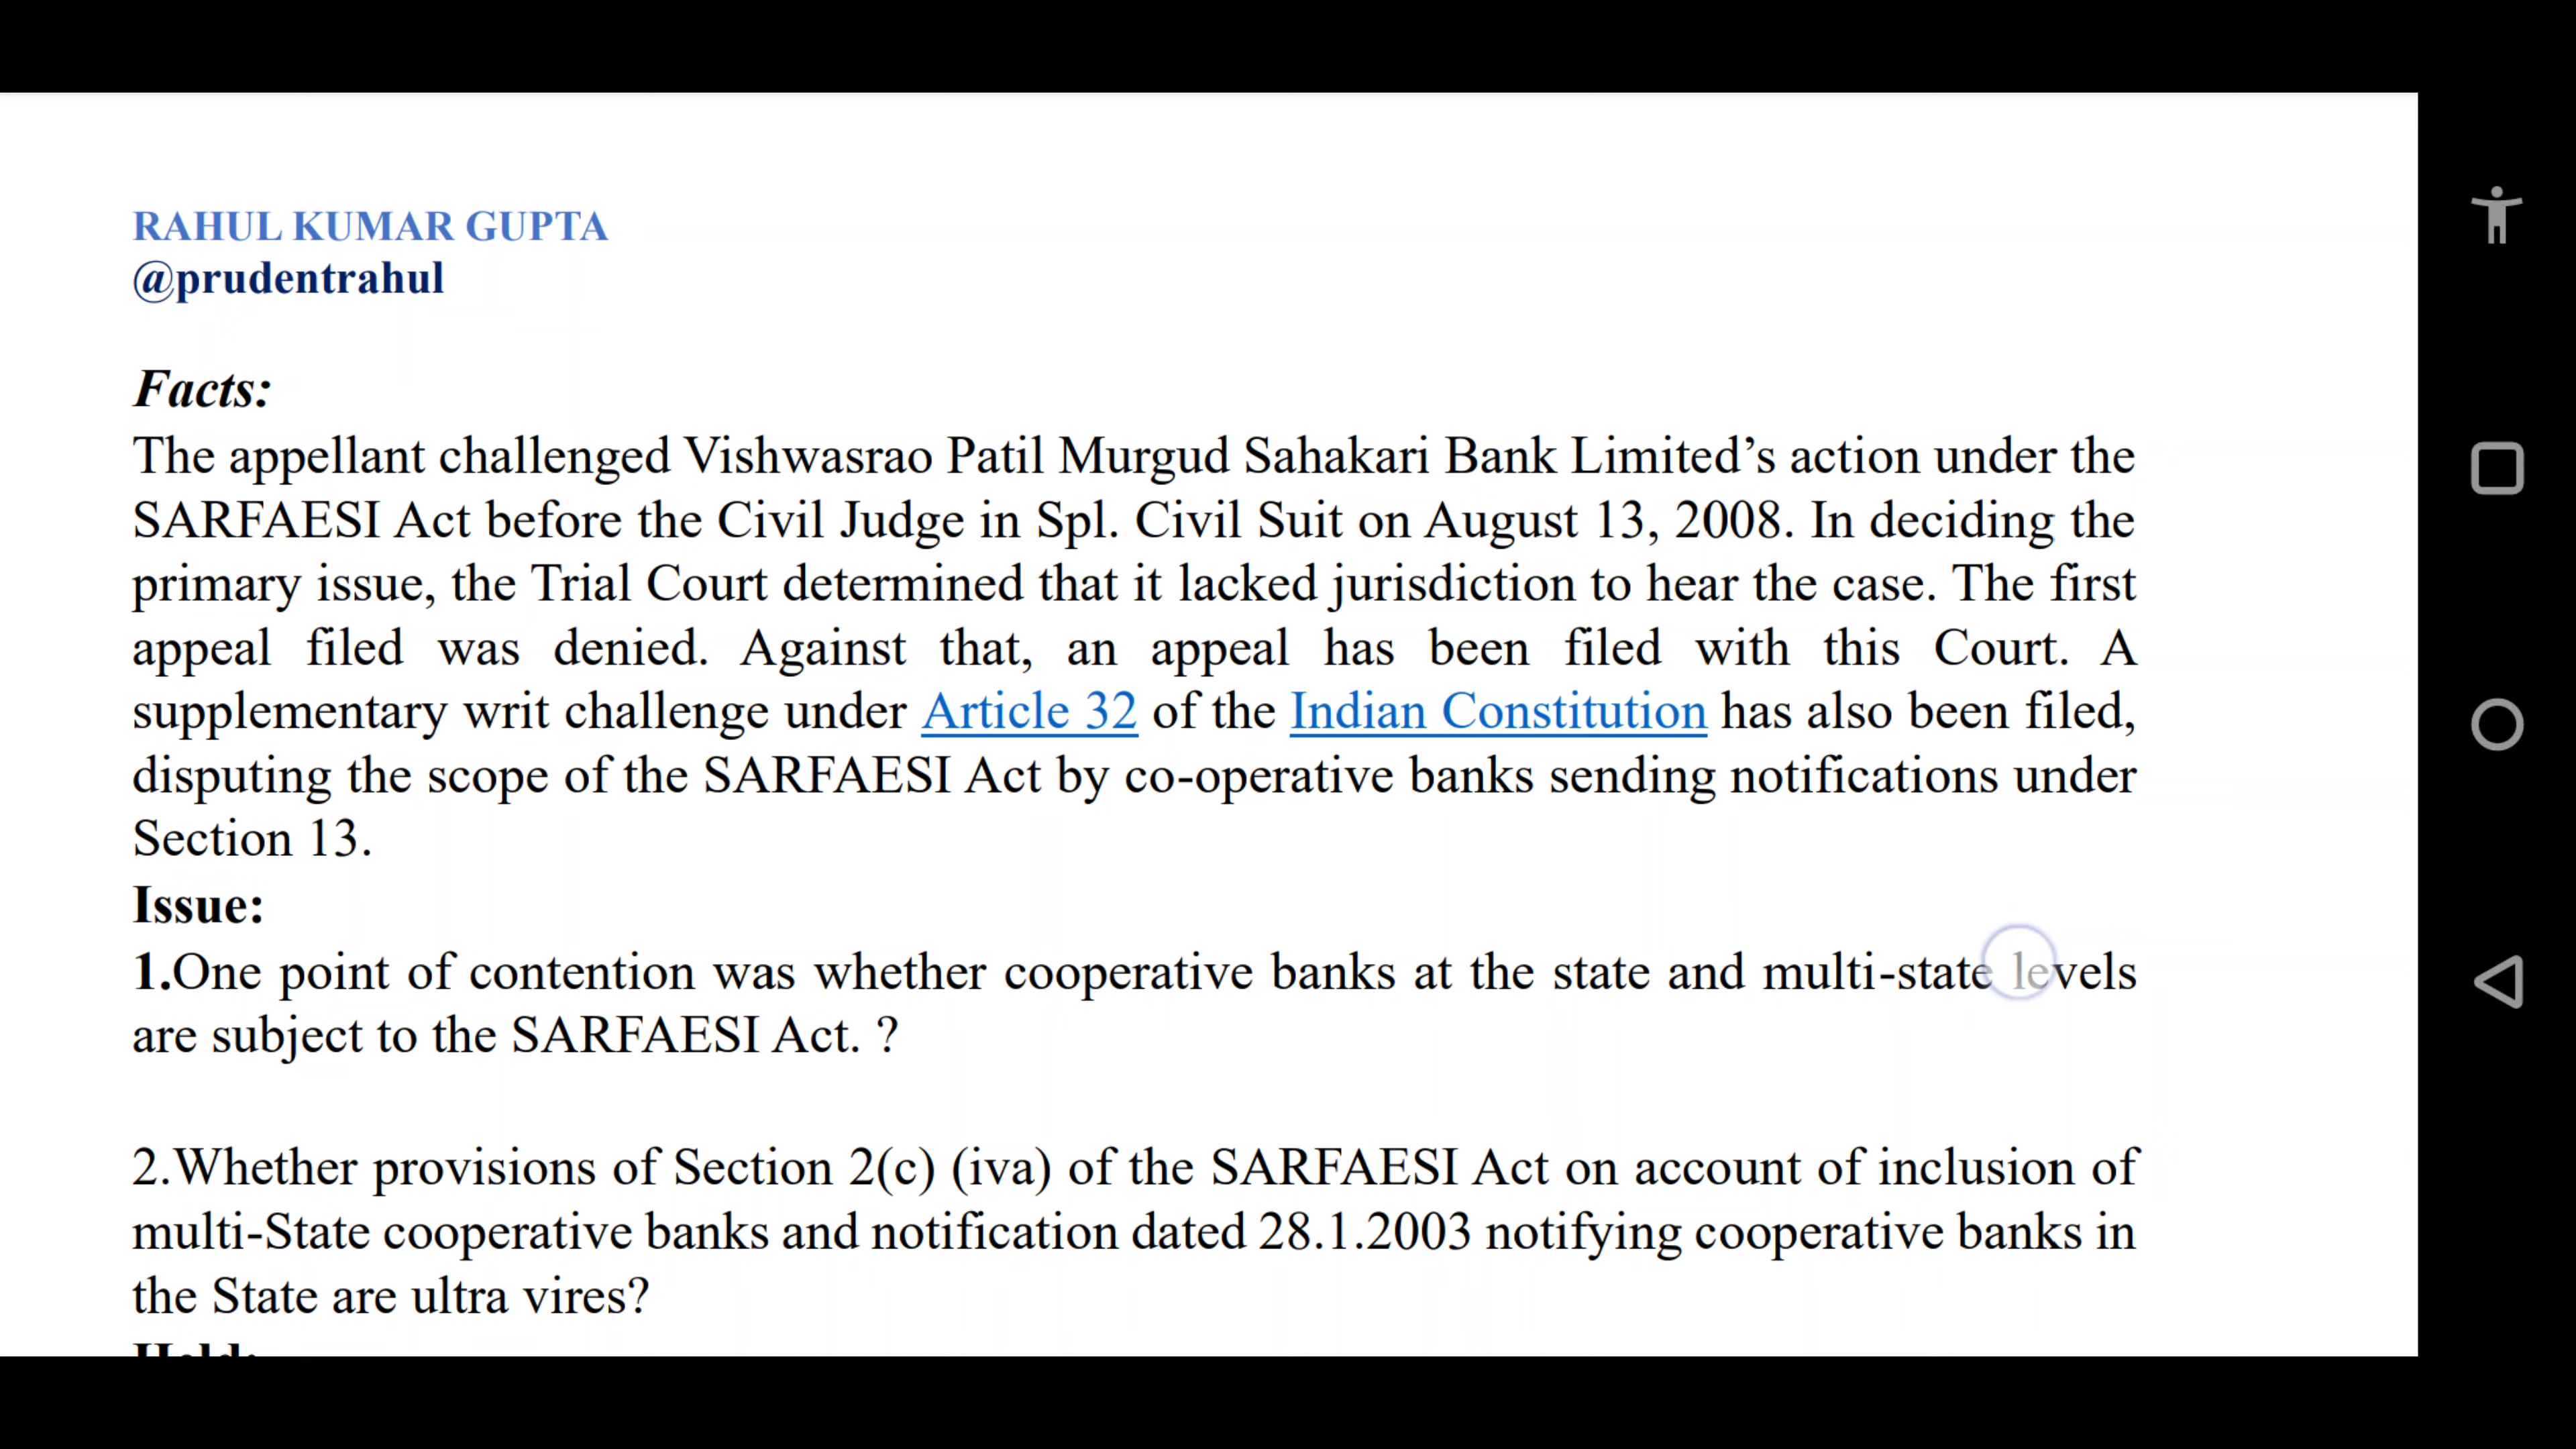 RAHUL KUMAR GUPTA
@prudentrahul
Facts:
The appellant challenged Vishwasrao Patil Murgud Sahakari Bank Limited’s action under the
SARFAESI Act before the Civil Judge in Spl. Civil Suit on August 13, 2008. In deciding the
primary issue, the Trial Court determined that it lacked jurisdiction to hear the case. The first
appeal filed was denied. Against that, an appeal has been filed with this Court. A
supplementary writ challenge under Article 32 of the Indian Constitution has also been filed,
disputing the scope of the SARFAESI Act by co-operative banks sending notifications under
Section 13.
Issue:
1.One point of contention was whether cooperative banks at the state and multi-state levels
are subject to the SARFAESI Act. ?
2.Whether provisions of Section 2(c) (iva) of the SARFAESI Act on account of inclusion of
multi-State cooperative banks and notification dated 28.1.2003 notifying cooperative banks in
the State are ultra vires?
Held: